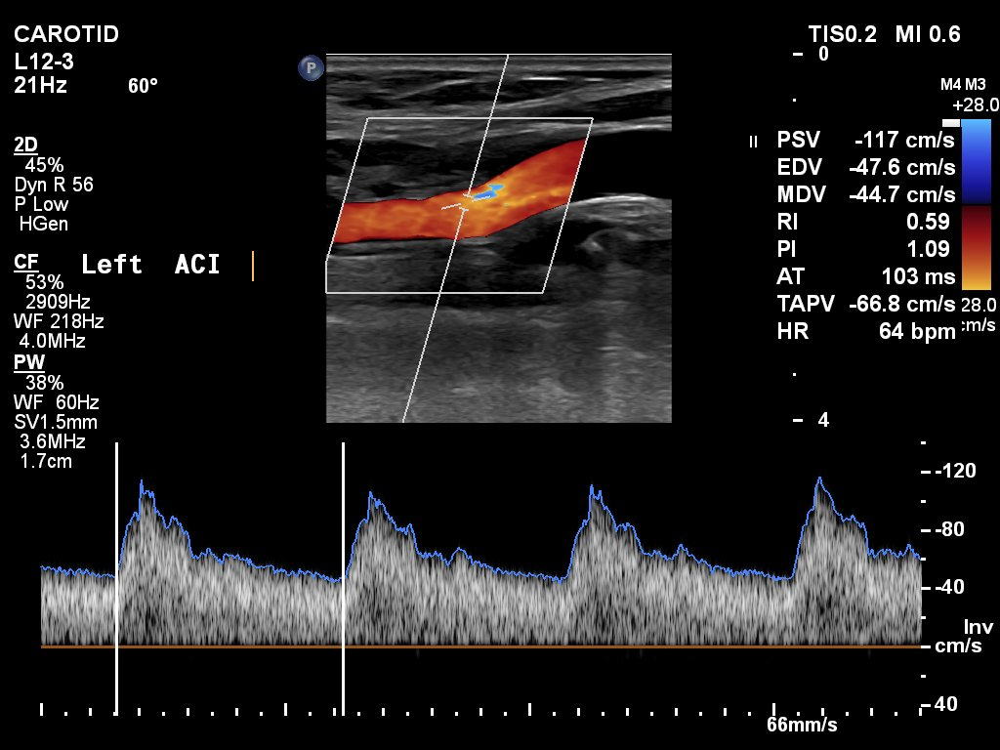 CAROTID
L12-3
21Hz 60°
TIS0.2 MI 0.6
P
0
M4 M3
+28.0
2D
45%
Dyn R 56
P Low
HGen
PSV -117 cm/s
EDV -47.6 cm/s
MDV -44.7 cm/s
RI 0.59
PI 1.09
AT 103 ms
TAPV -66.8 cm/s
HR 64 bpm
28.0
cm/s
CF
53%
2909Hz
WF 218Hz
4.0MHz
Left ACI
PW
38%
WF 60Hz
SV1.5mm
3.6MHz
1.7cm
4
-120
-80
-40
Inv
cm/s
40
66mm/s